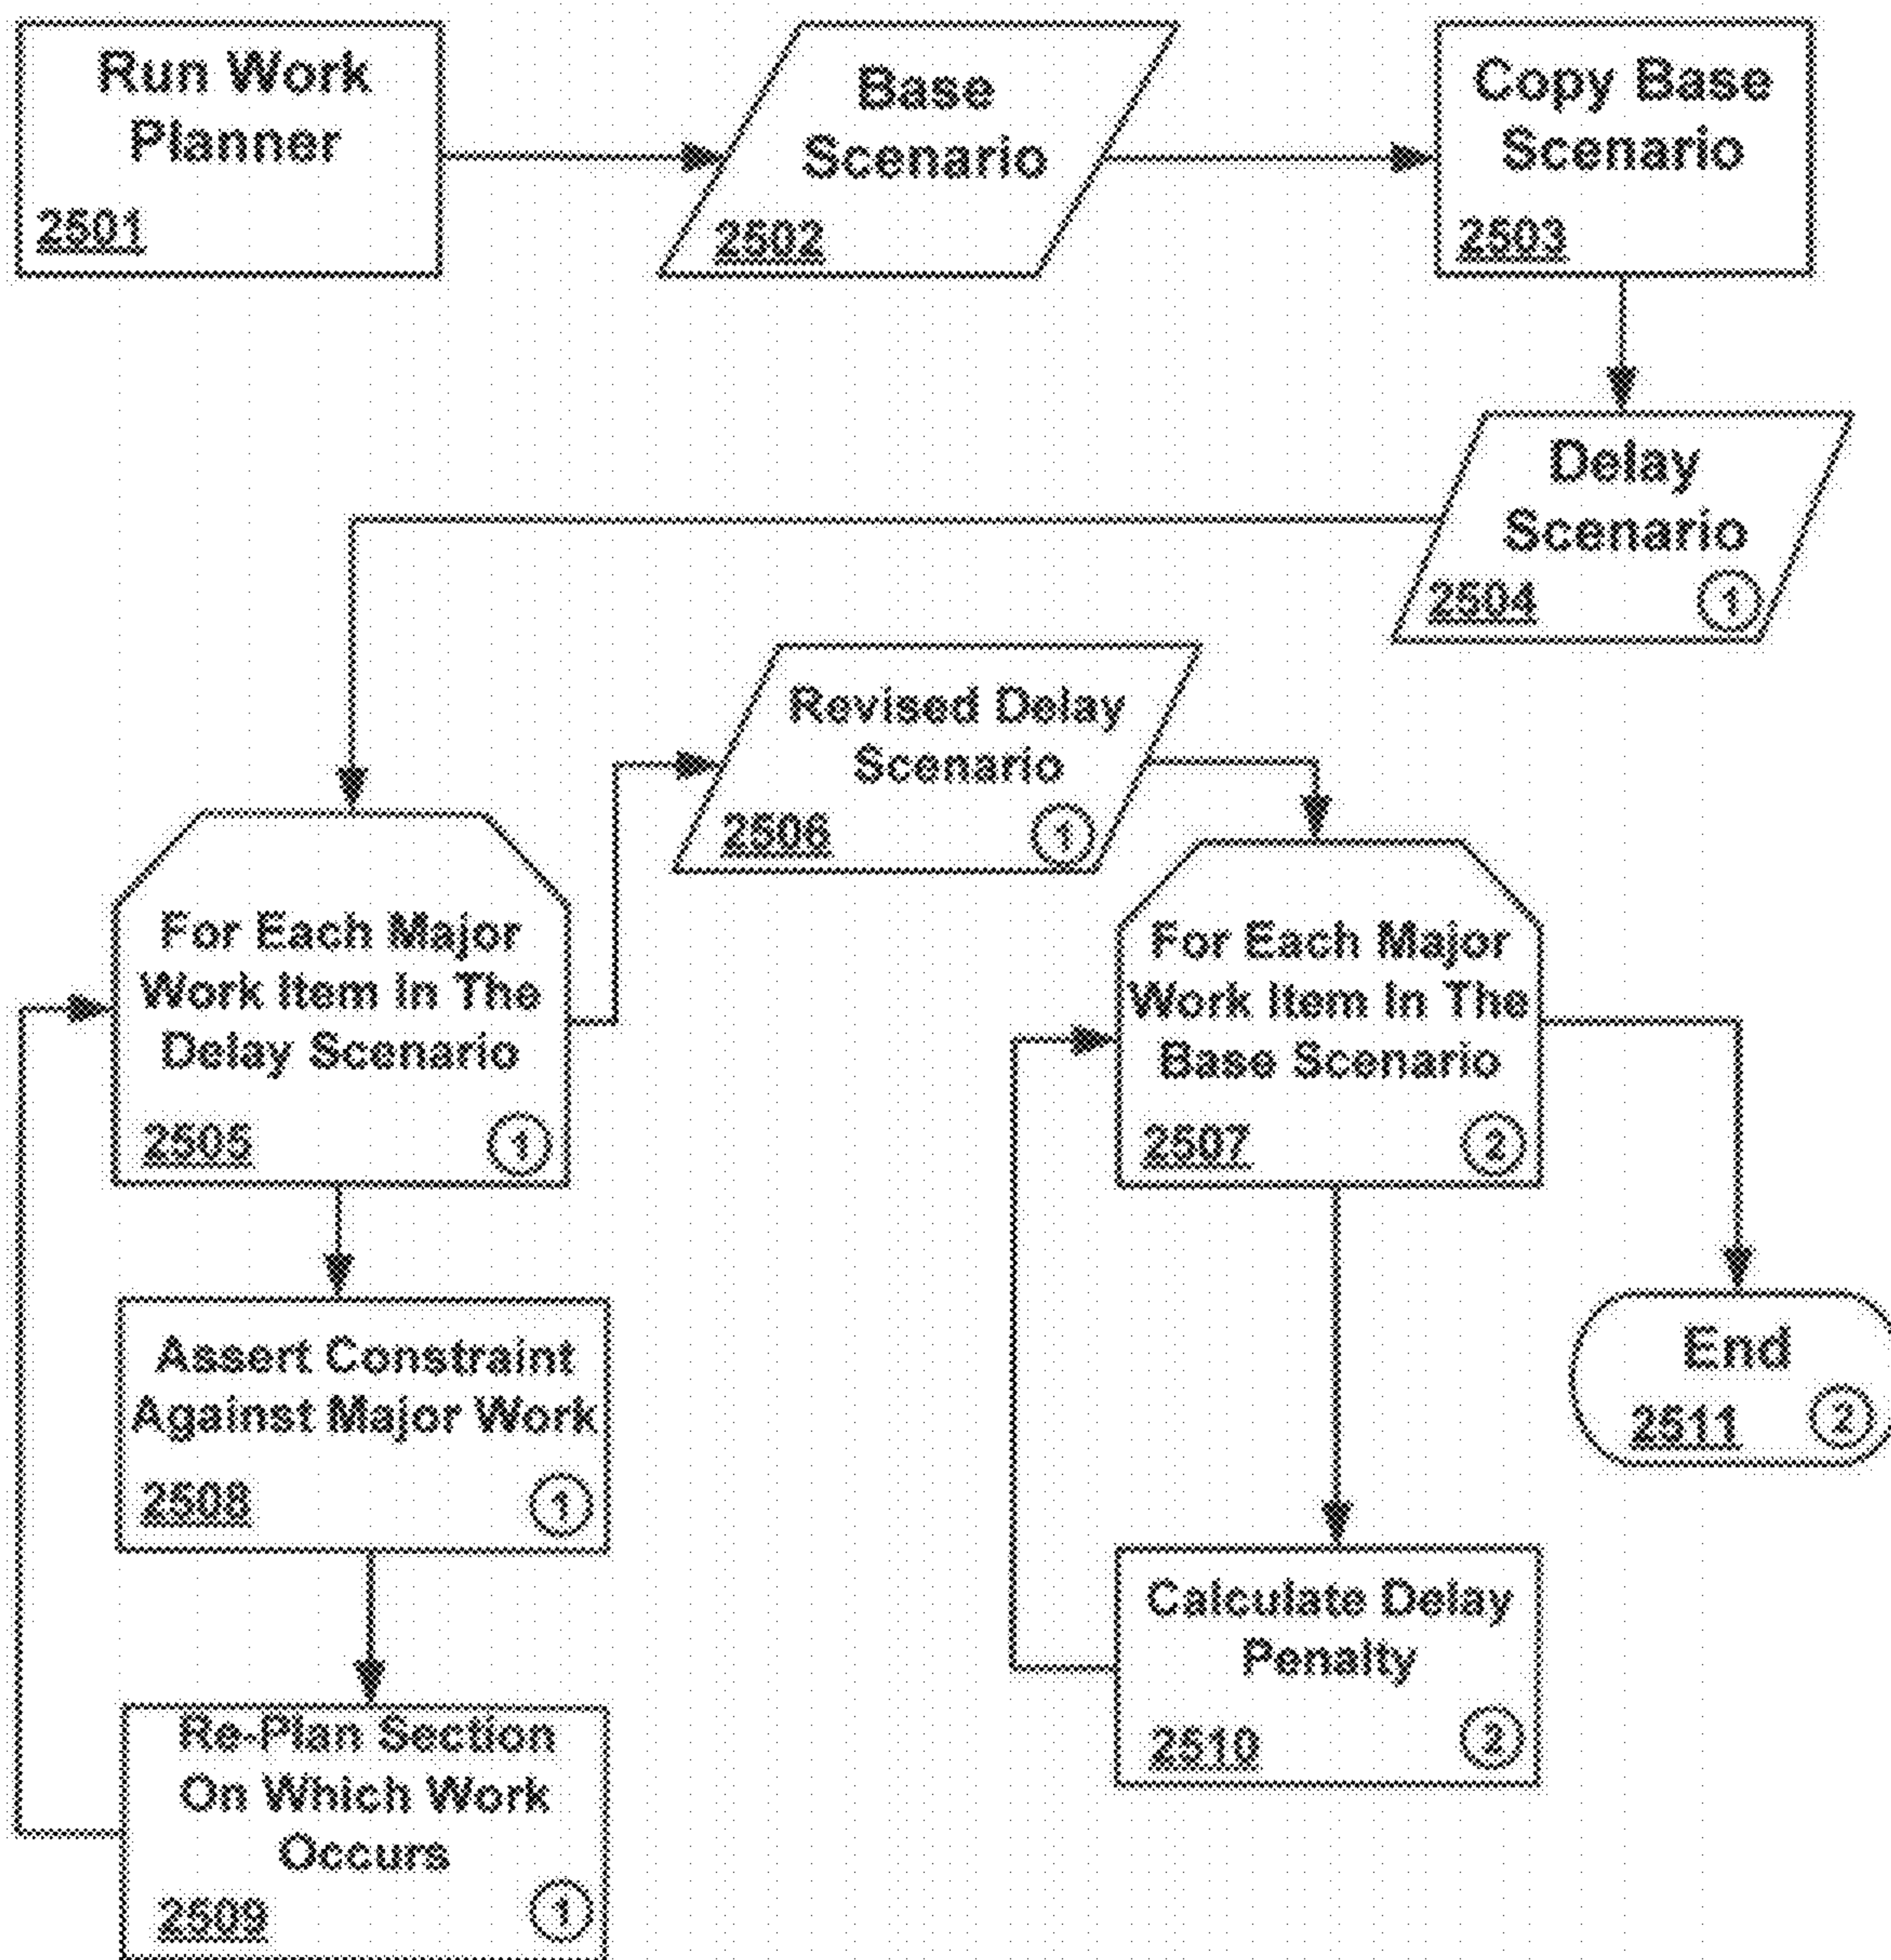 Run Work
Planner
2501
Base
Scenario
2502
Copy Base
Scenario
2503
Delay
Scenario
2504
1
Revised Delay
Scenario
2506
1
For Each Major
Work Item In The
Delay Scenario
2505
1
For Each Major
Work Item In The
Base Scenario
2507
2
Assert Constraint
Against Major Work
2508
1
End
2511
2
Calculate Delay
Penalty
2510
2
Re-Plan Section
On Which Work
Occurs
2509
1